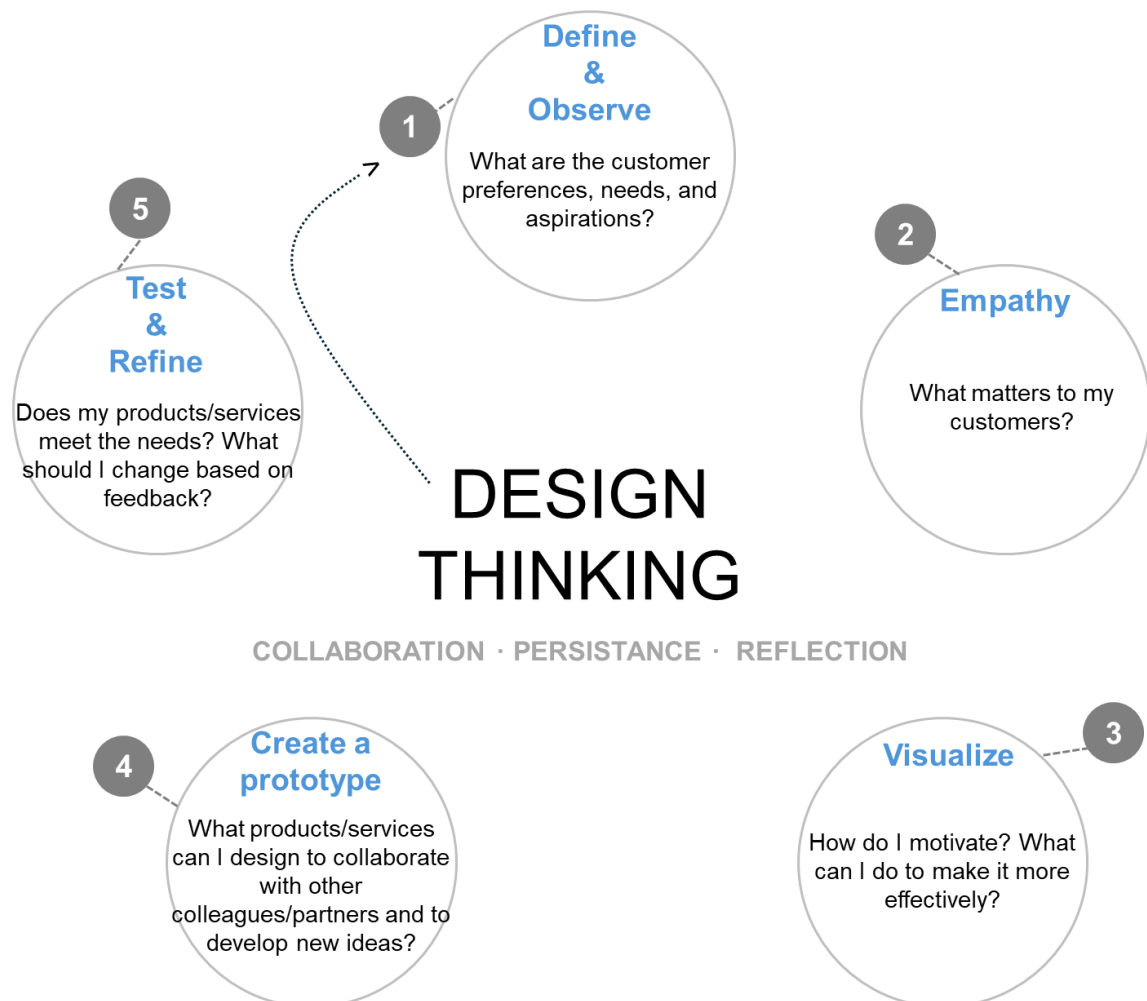 1
Define
&
Observe
What are the customer
preferences, needs, and
aspirations?
2
Empathy
What matters to my
customers?
3
Visualize
How do I motivate? What
can I do to make it more
effectively?
4
Create a
prototype
What products/services
can I design to collaborate
with other
colleagues/partners and to
develop new ideas?
5
Test
&
Refine
Does my products/services
meet the needs? What
should I change based on
feedback?
DESIGN
THINKING
COLLABORATION · PERSISTANCE · REFLECTION